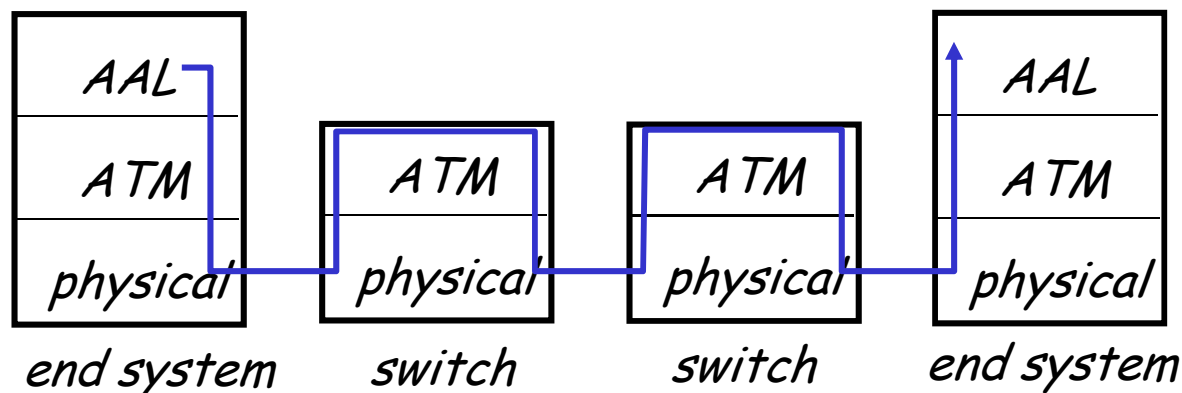 AAL AAL
ATM ATM ATM ATM
physical physical physical physical
end system switch switch end system